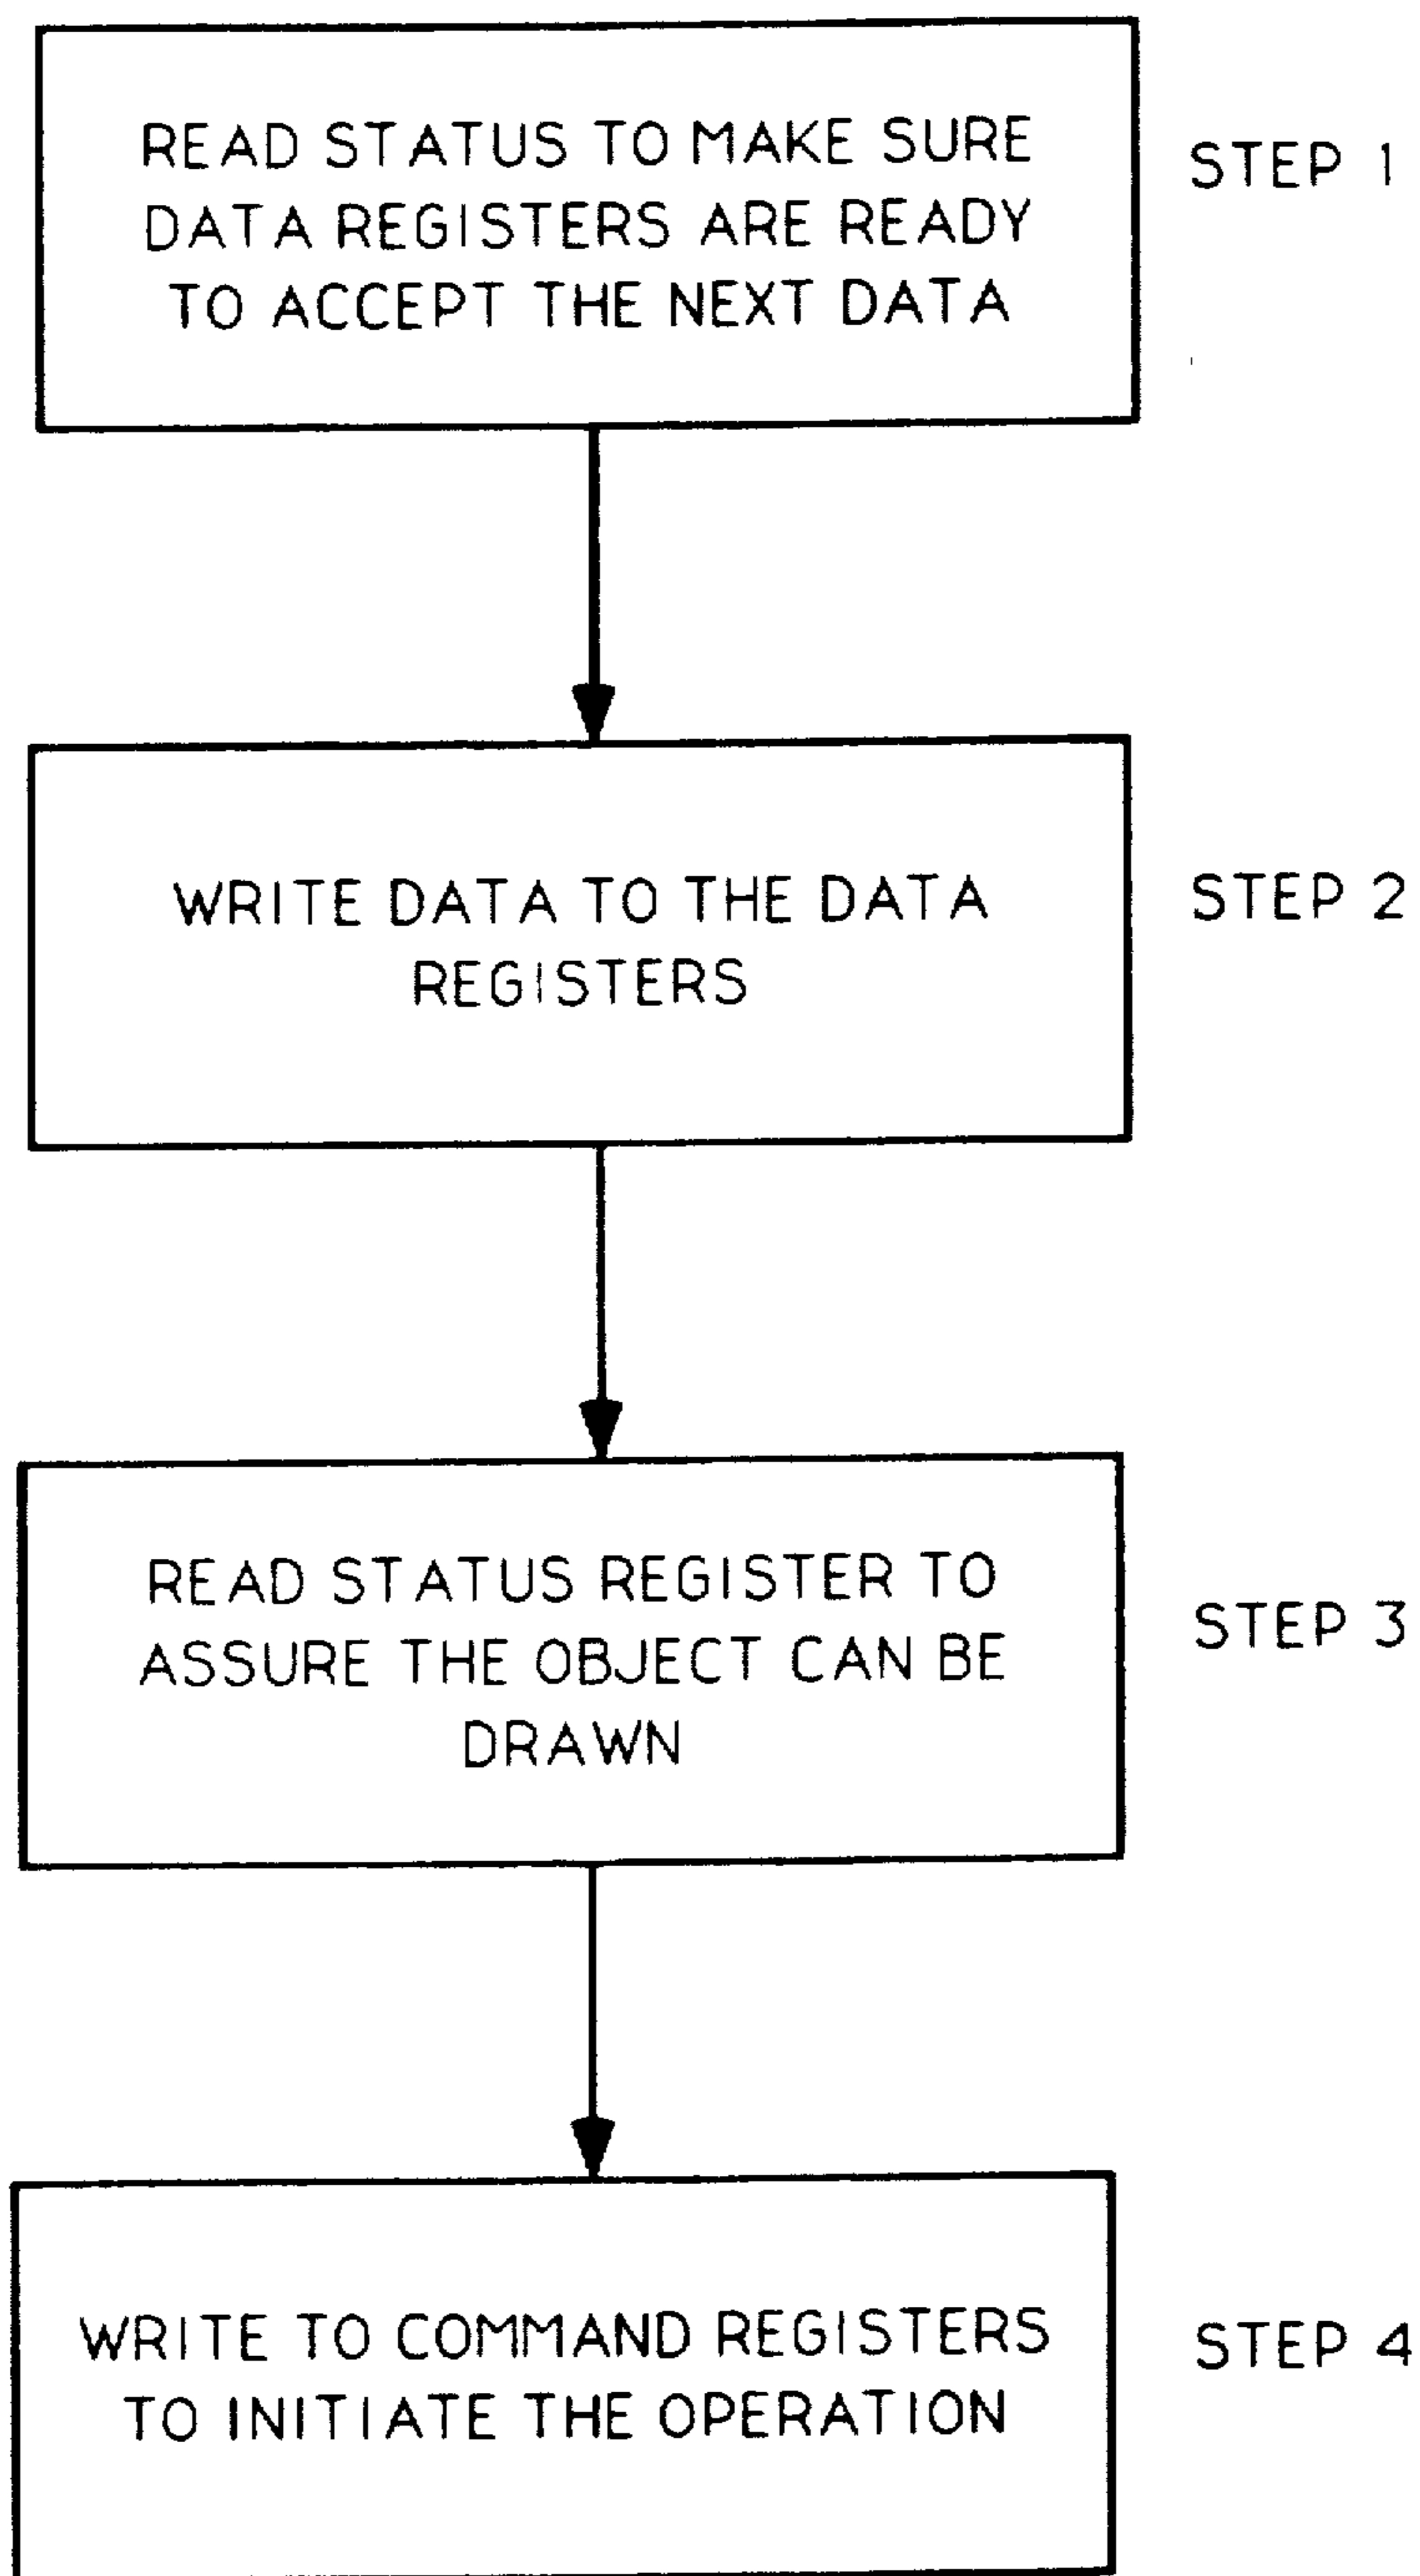 READ STATUS TO MAKE SURE
DATA REGISTERS ARE READY
TO ACCEPT THE NEXT DATA
STEP 1
WRITE DATA TO THE DATA
REGISTERS
STEP 2
READ STATUS REGISTER TO
ASSURE THE OBJECT CAN BE
DRAWN
STEP 3
WRITE TO COMMAND REGISTERS
TO INITIATE THE OPERATION
STEP 4